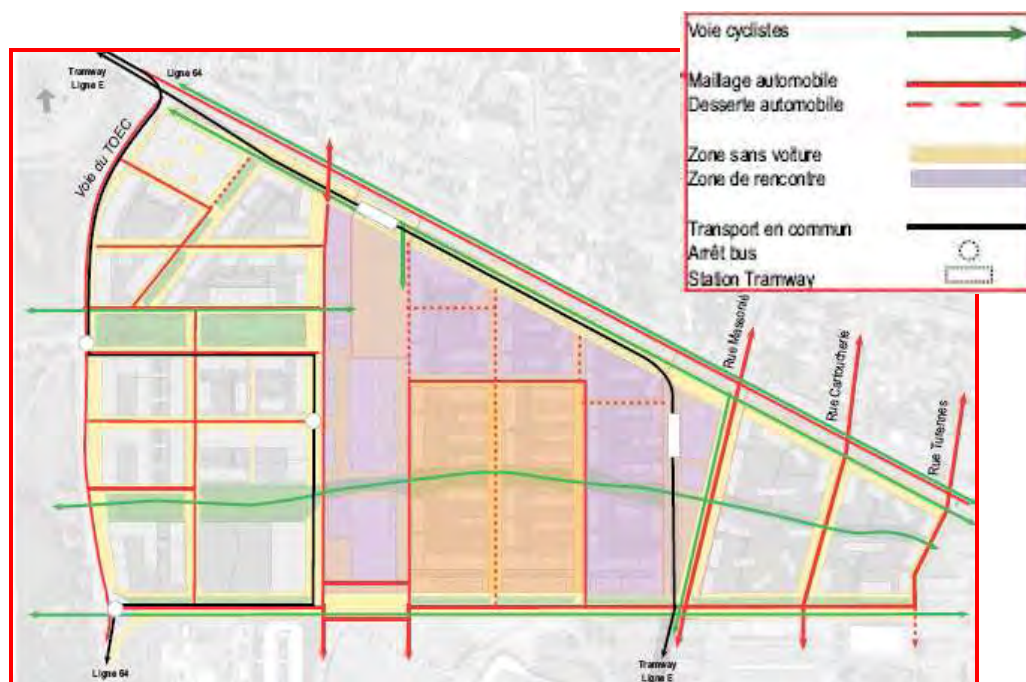 Voie cyclistes
Maillage automobile
Desserte automobile
Zone sans voiture
Zone de rencontre
Transport en commun
Arrêt bus
Station Tramway
Tramway
Ligne E
Ligne 64
Voie du TOEC
Rue Massonié
Rue Cartoucherie
Rue Turennes
Ligne 64
Tramway
Ligne E